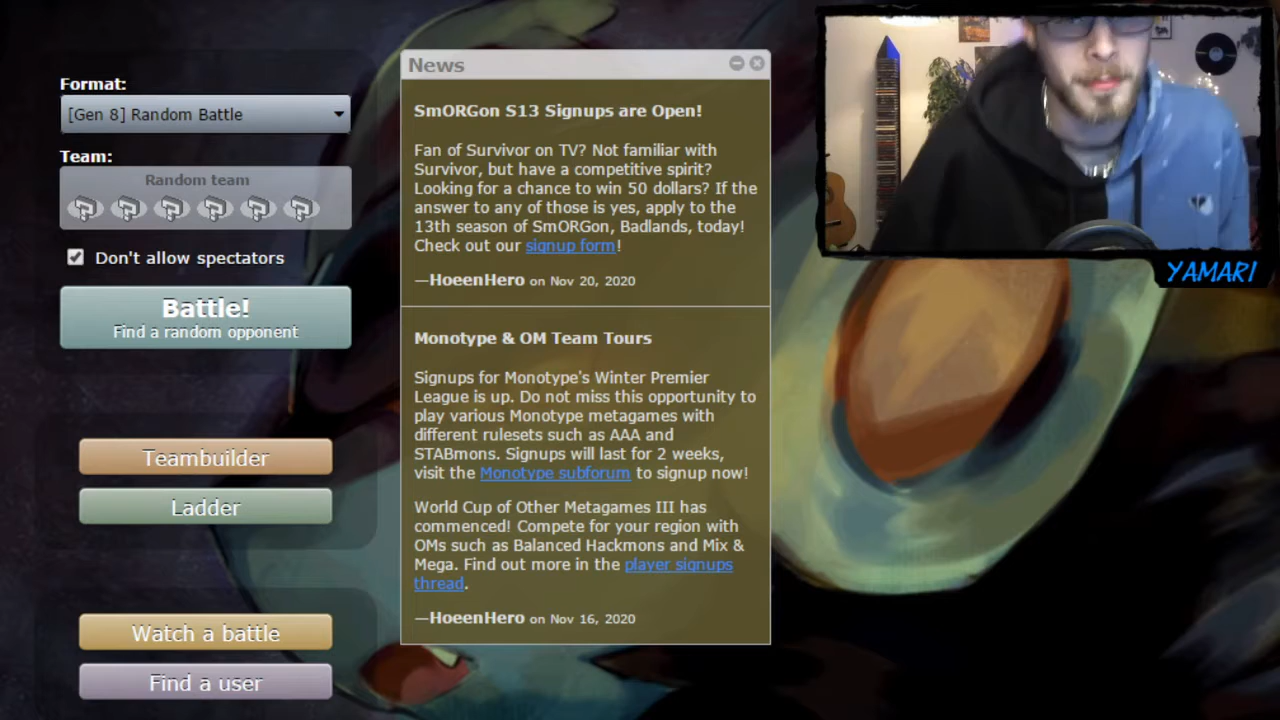 Format:
[Gen 8] Random Battle
Team:
Random team
Don't allow spectators
Battle!
Find a random opponent
Teambuilder
Ladder
Watch a battle
Find a user
News
SmORGon S13 Signups are Open!
Fan of Survivor on TV? Not familiar with
Survivor, but have a competitive spirit?
Looking for a chance to win 50 dollars? If the
answer to any of those is yes, apply to the
13th season of SmORGon, Badlands, today!
Check out our signup form!
—HoeenHero on Nov 20, 2020
Monotype & OM Team Tours
Signups for Monotype's Winter Premier
League is up. Do not miss this opportunity to
play various Monotype metagames with
different rulesets such as AAA and
STABmons. Signups will last for 2 weeks,
visit the Monotype subforum to signup now!
World Cup of Other Metagames III has
commenced! Compete for your region with
OMs such as Balanced Hackmons and Mix &
Mega. Find out more in the player signups
thread.
—HoeenHero on Nov 16, 2020
YAMARI